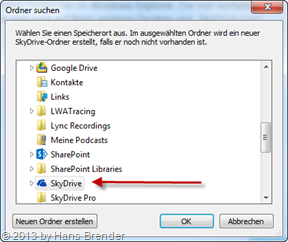 Ordner suchen
Wählen Sie einen Speicherort aus. Im ausgewählten Ordner wird ein neuer
SkyDrive-Ordner erstellt, falls er noch nicht vorhanden ist.
Google Drive
Kontakte
Links
LWATracing
Lync Recordings
Meine Podcasts
SharePoint
SharePoint Libraries
SkyDrive
SkyDrive Pro
Neuen Ordner erstellen OK Abbrechen
© 2013 by Hans Brender